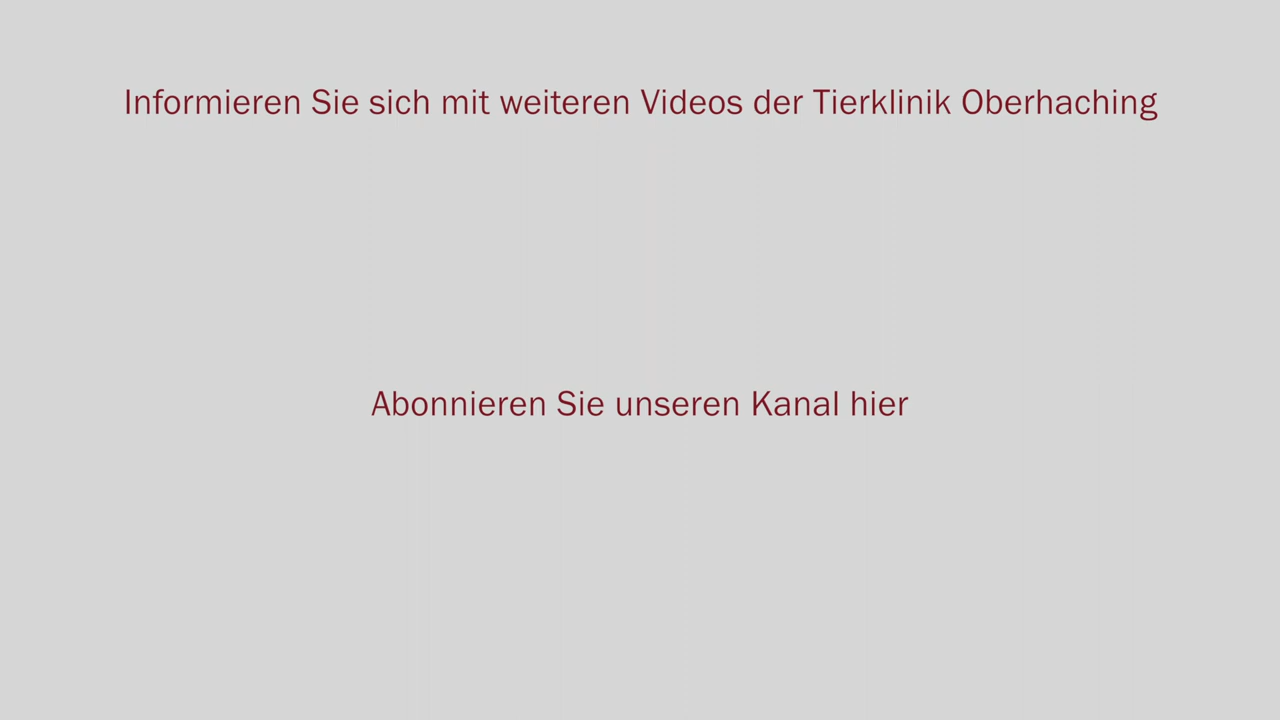 Informieren Sie sich mit weiteren Videos der Tierklinik Oberhaching
Abonnieren Sie unseren Kanal hier